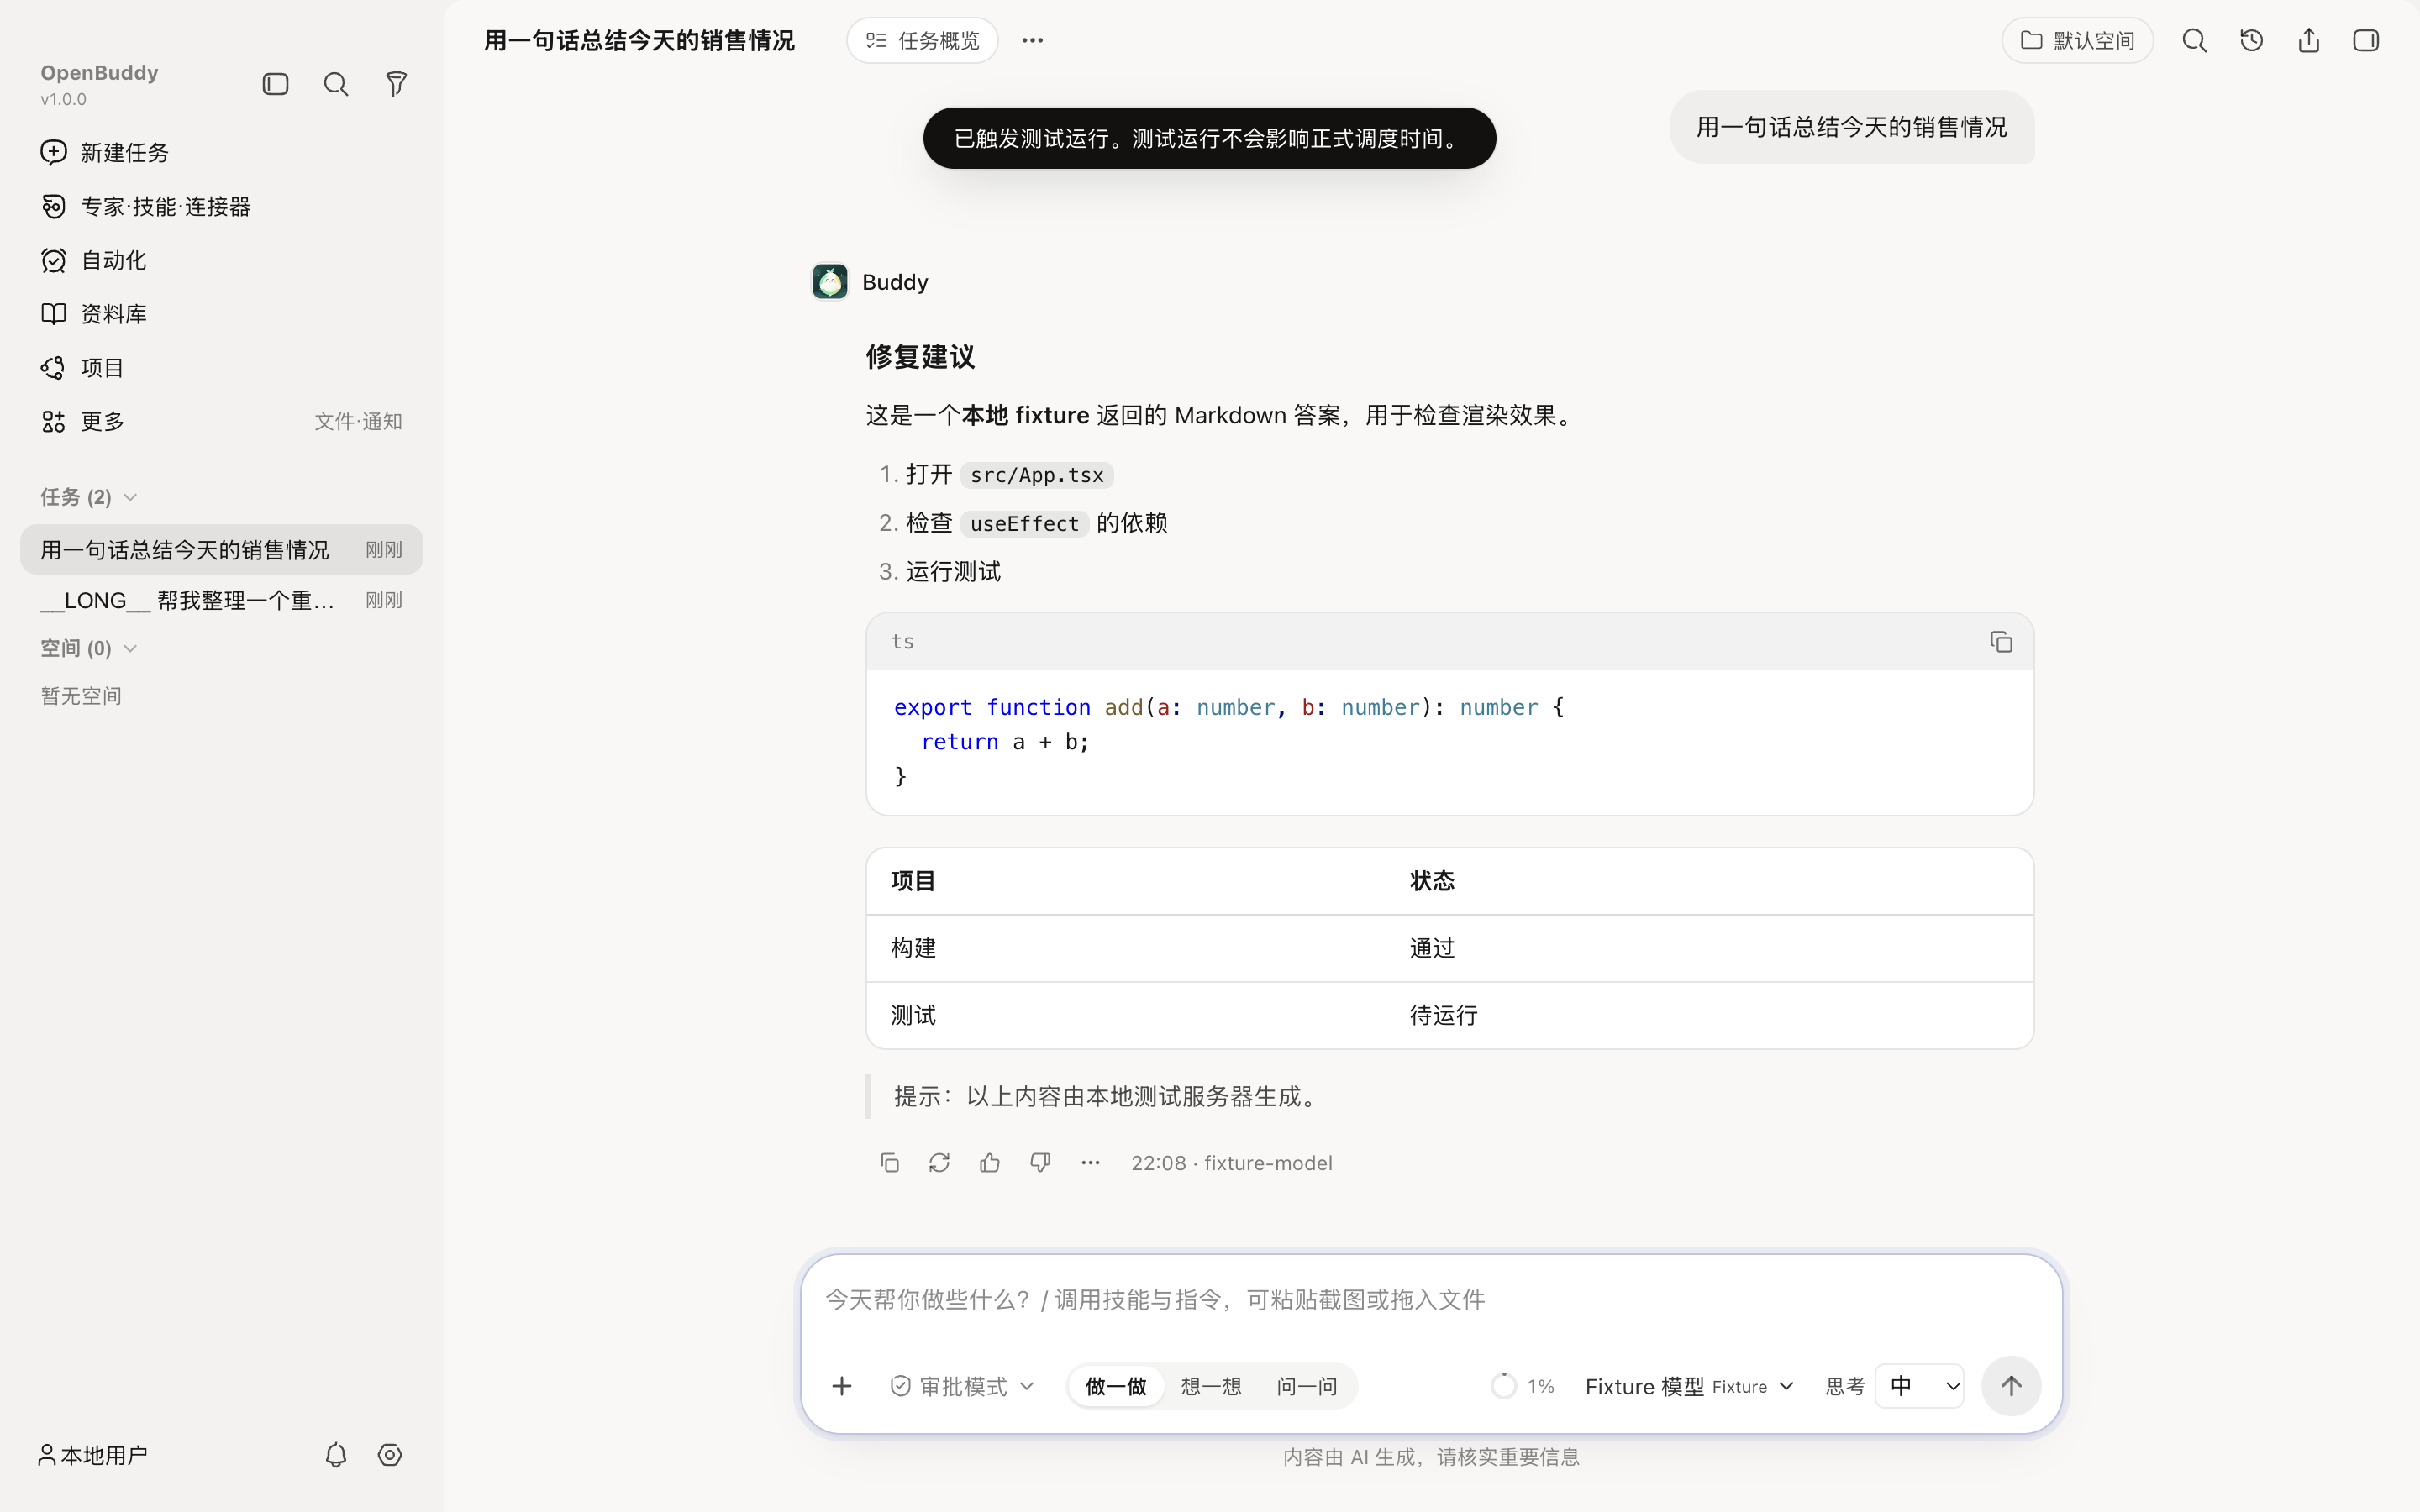 OpenBuddy
v1.0.0
新建任务
专家·技能·连接器
自动化
资料库
项目
更多 文件·通知
任务 (2)
用一句话总结今天的销售情况 刚刚
__LONG__ 帮我整理一个重... 刚刚
空间 (0)
暂无空间
本地用户
用一句话总结今天的销售情况 任务概览 默认空间
已触发测试运行。测试运行不会影响正式调度时间。
用一句话总结今天的销售情况
Buddy
修复建议
这是一个本地 fixture 返回的 Markdown 答案，用于检查渲染效果。
1. 打开 src/App.tsx
2. 检查 useEffect 的依赖
3. 运行测试
ts
export function add(a: number, b: number): number {
  return a + b;
}
项目 状态
构建 通过
测试 待运行
提示：以上内容由本地测试服务器生成。
22:08 · fixture-model
今天帮你做些什么？/ 调用技能与指令，可粘贴截图或拖入文件
审批模式 做一做 想一想 问一问 1% Fixture 模型 Fixture 思考 中
内容由 AI 生成，请核实重要信息